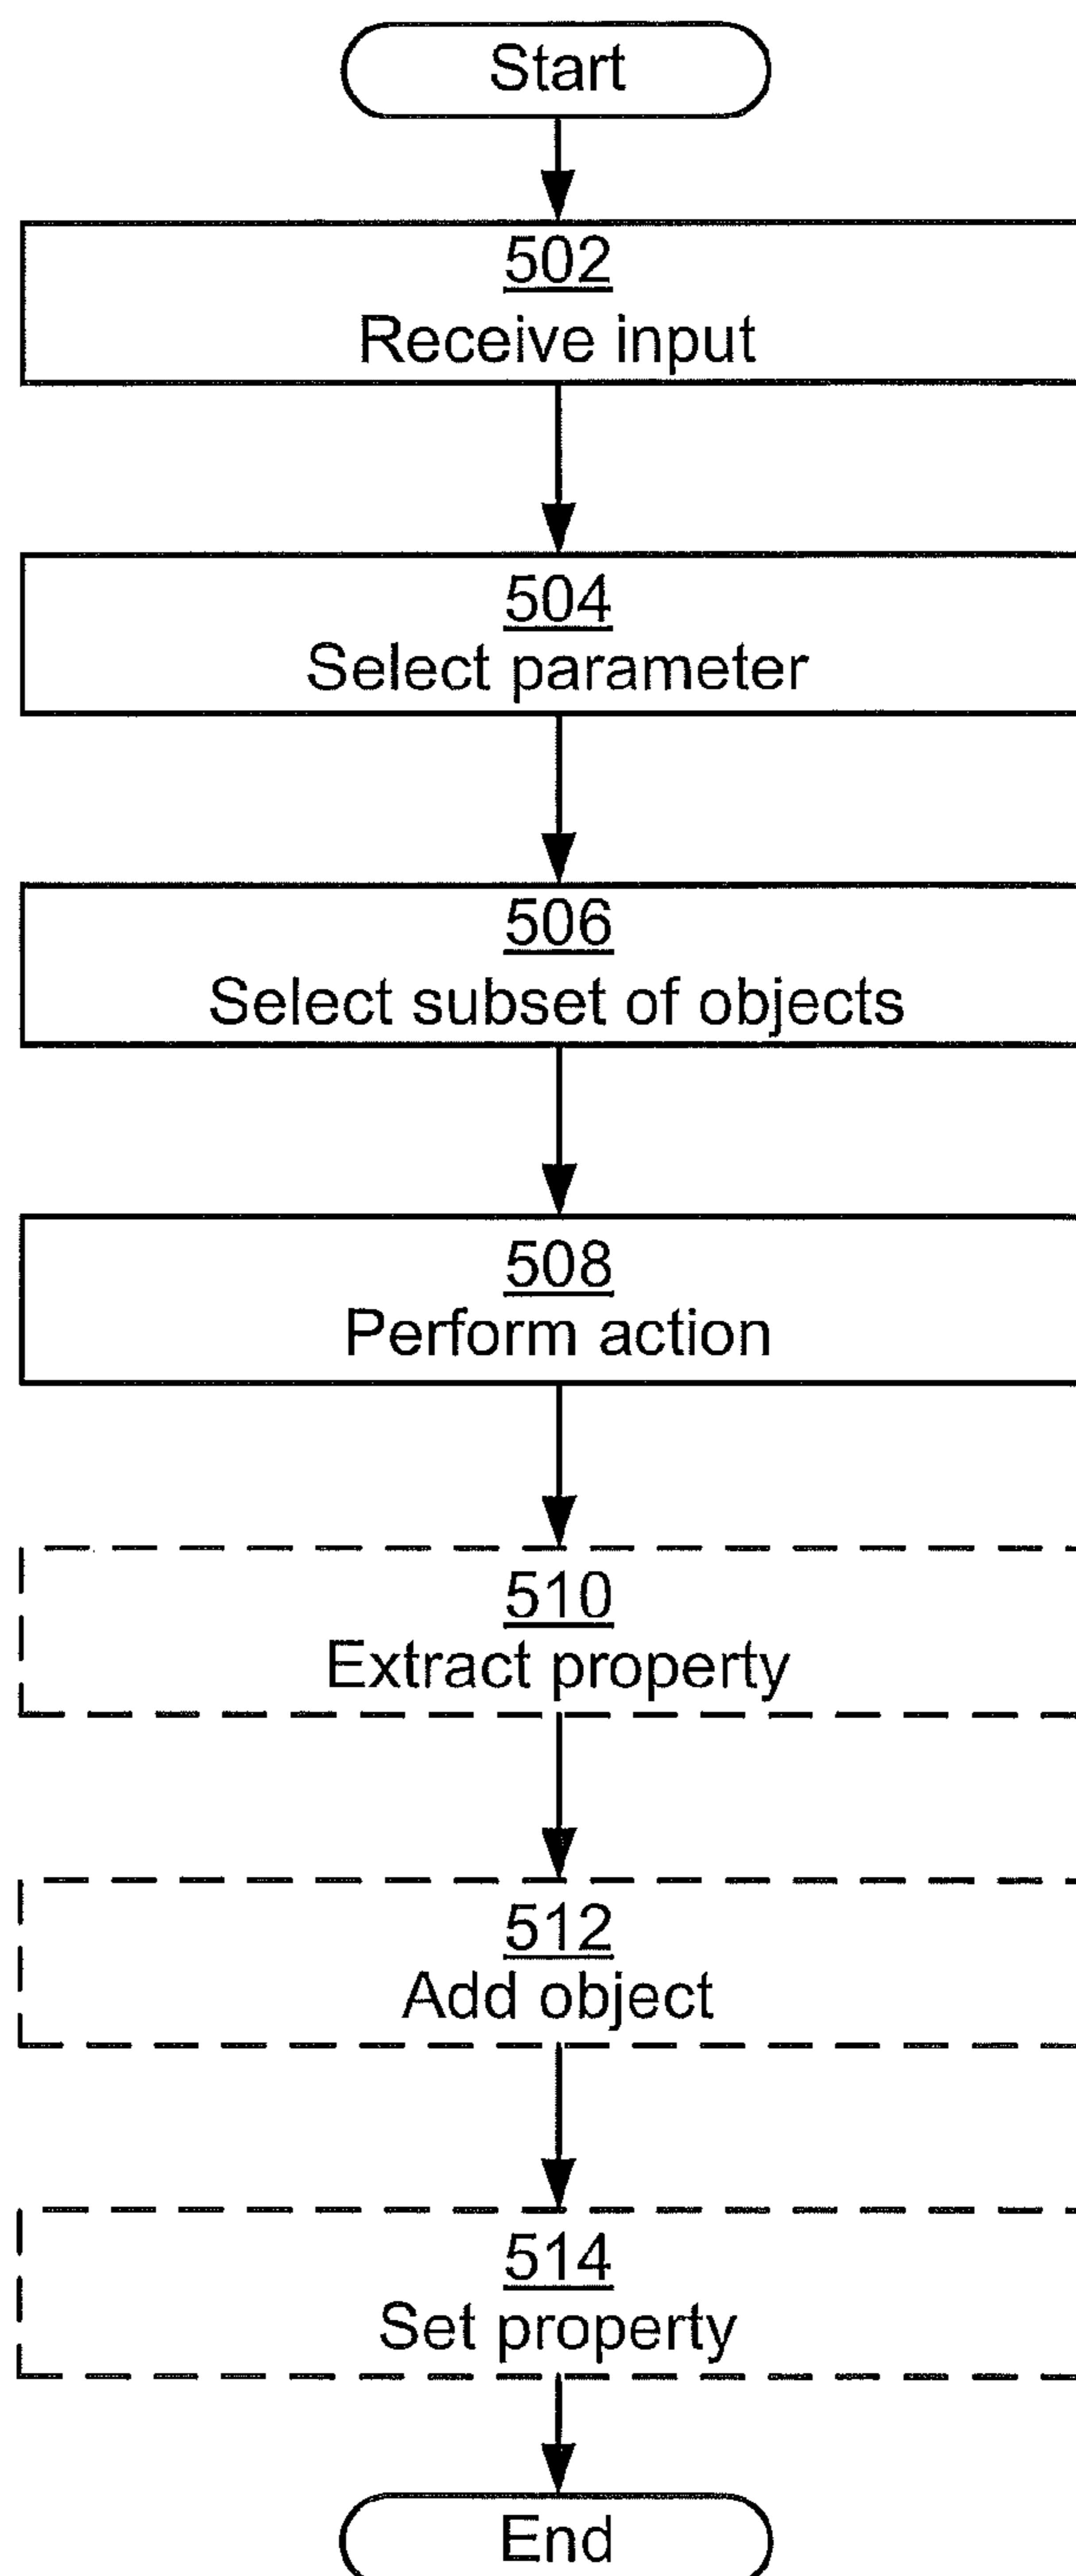 Start
502
Receive input
504
Select parameter
506
Select subset of objects
508
Perform action
510
Extract property
512
Add object
514
Set property
End